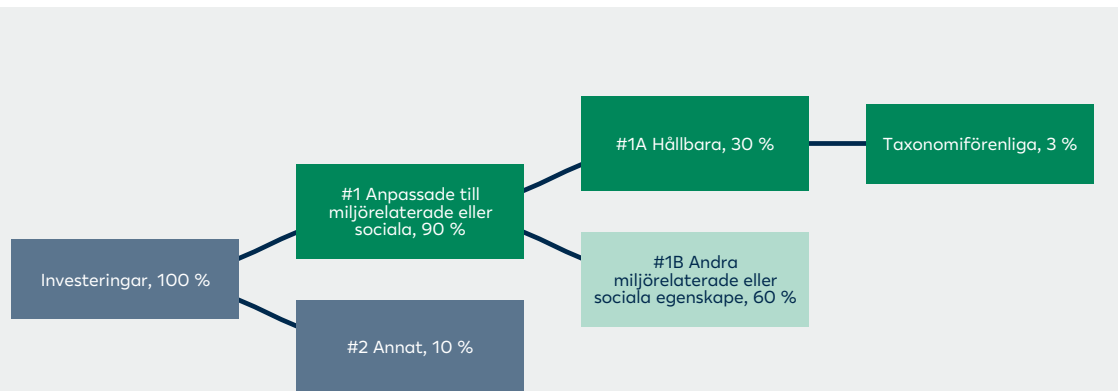 #1A Hållbara, 30 %
Taxonomiförenliga, 3 %
#1 Anpassade till
miljörelaterade eller
sociala, 90 %
#1B Andra
miljörelaterade eller
sociala egenskape, 60 %
Investeringar, 100 %
#2 Annat, 10 %